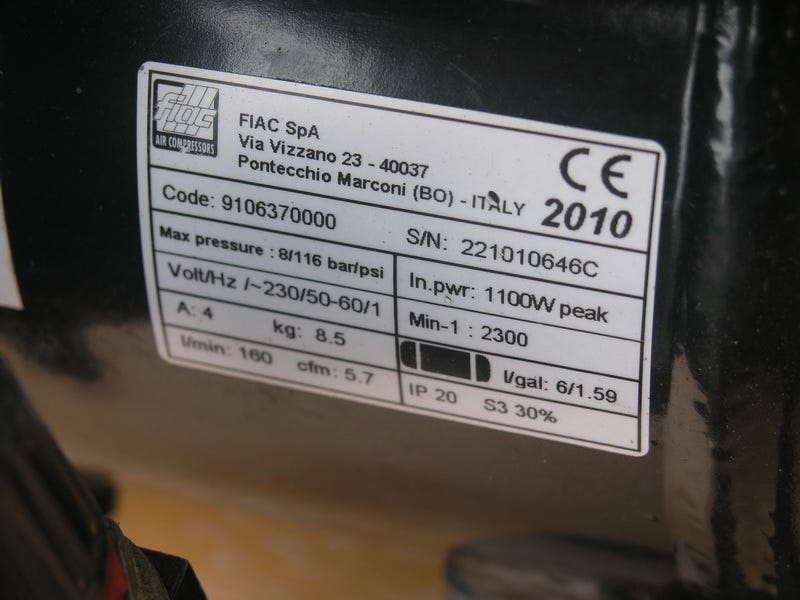 fiac
AIR COMPRESSORS
FIAC SpA
Via Vizzano 23 - 40037
Pontecchio Marconi (BO) - ITALY
CE
2010
Code: 9106370000
S/N: 221010646C
Max pressure : 8/116 bar/psi
In.pwr: 1100W peak
Volt/Hz /~230/50-60/1
Min-1 : 2300
A: 4 kg: 8.5
l/gal: 6/1.59
l/min: 160 cfm: 5.7
IP 20 S3 30%